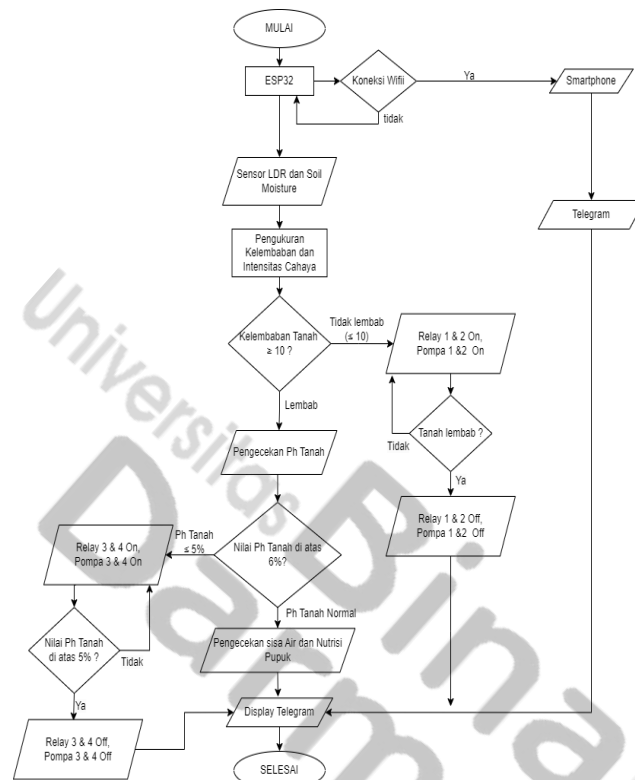 MULAI
ESP32
Koneksi Wifii
Ya
Smartphone
tidak
Sensor LDR dan Soil
Moisture
Telegram
Pengukuran
Kelembaban dan
Intensitas Cahaya
Kelembaban Tanah
≥ 10 ?
Tidak lembab
(≤ 10)
Relay 1 & 2 On,
Pompa 1 &2 On
Lembab
Tanah lembab ?
Tidak
Ya
Pengecekan Ph Tanah
Relay 1 & 2 Off,
Pompa 1 &2 Off
Nilai Ph Tanah di atas
6%?
Ph Tanah
≤ 5%
Relay 3 & 4 On,
Pompa 3 & 4 On
Ph Tanah Normal
Nilai Ph Tanah
di atas 5% ?
Tidak
Ya
Pengecekan sisa Air dan Nutrisi
Pupuk
Relay 3 & 4 Off,
Pompa 3 & 4 Off
Display Telegram
SELESAI
Universitas
Bina
Darm